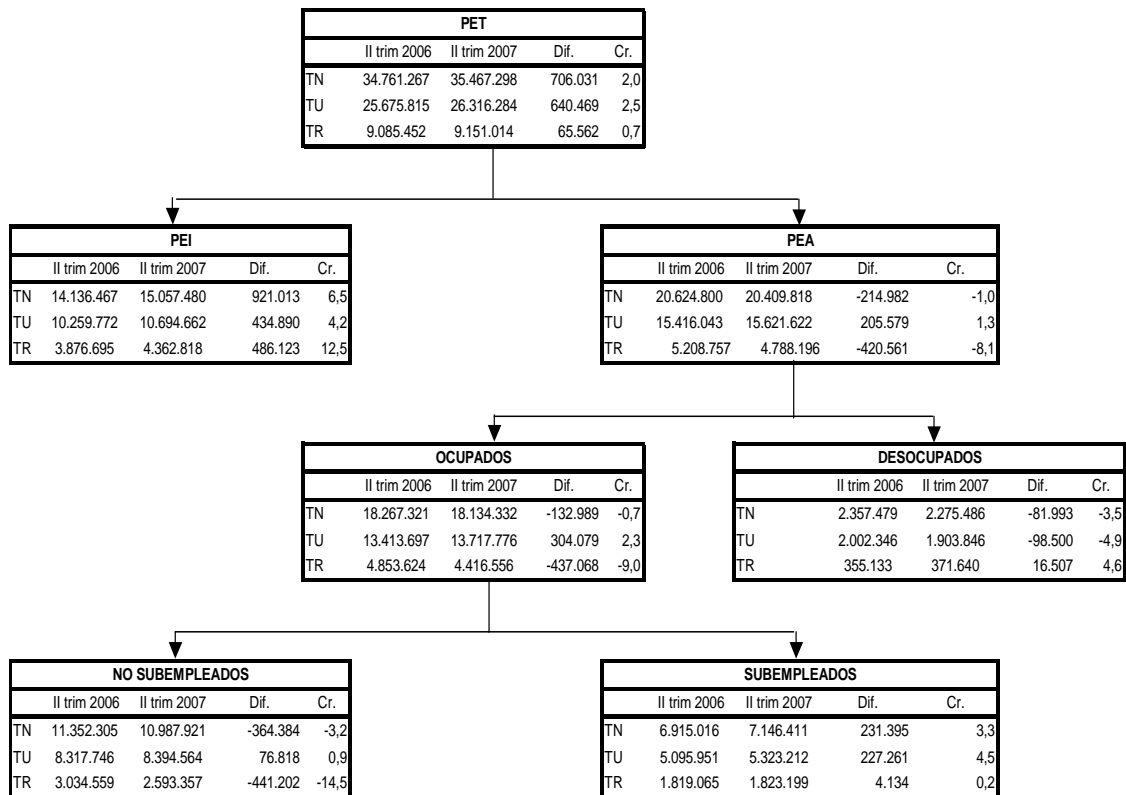 PET
II trim 2006 II trim 2007 Dif. Cr.
TN 34.761.267 35.467.298 706.031 2,0
TU 25.675.815 26.316.284 640.469 2,5
TR 9.085.452 9.151.014 65.562 0,7
PEI
II trim 2006 II trim 2007 Dif. Cr.
TN 14.136.467 15.057.480 921.013 6,5
TU 10.259.772 10.694.662 434.890 4,2
TR 3.876.695 4.362.818 486.123 12,5
PEA
II trim 2006 II trim 2007 Dif. Cr.
TN 20.624.800 20.409.818 -214.982 -1,0
TU 15.416.043 15.621.622 205.579 1,3
TR 5.208.757 4.788.196 -420.561 -8,1
OCUPADOS
II trim 2006 II trim 2007 Dif. Cr.
TN 18.267.321 18.134.332 -132.989 -0,7
TU 13.413.697 13.717.776 304.079 2,3
TR 4.853.624 4.416.556 -437.068 -9,0
DESOCUPADOS
II trim 2006 II trim 2007 Dif. Cr.
TN 2.357.479 2.275.486 -81.993 -3,5
TU 2.002.346 1.903.846 -98.500 -4,9
TR 355.133 371.640 16.507 4,6
NO SUBEMPLEADOS
II trim 2006 II trim 2007 Dif. Cr.
TN 11.352.305 10.987.921 -364.384 -3,2
TU 8.317.746 8.394.564 76.818 0,9
TR 3.034.559 2.593.357 -441.202 -14,5
SUBEMPLEADOS
II trim 2006 II trim 2007 Dif. Cr.
TN 6.915.016 7.146.411 231.395 3,3
TU 5.095.951 5.323.212 227.261 4,5
TR 1.819.065 1.823.199 4.134 0,2